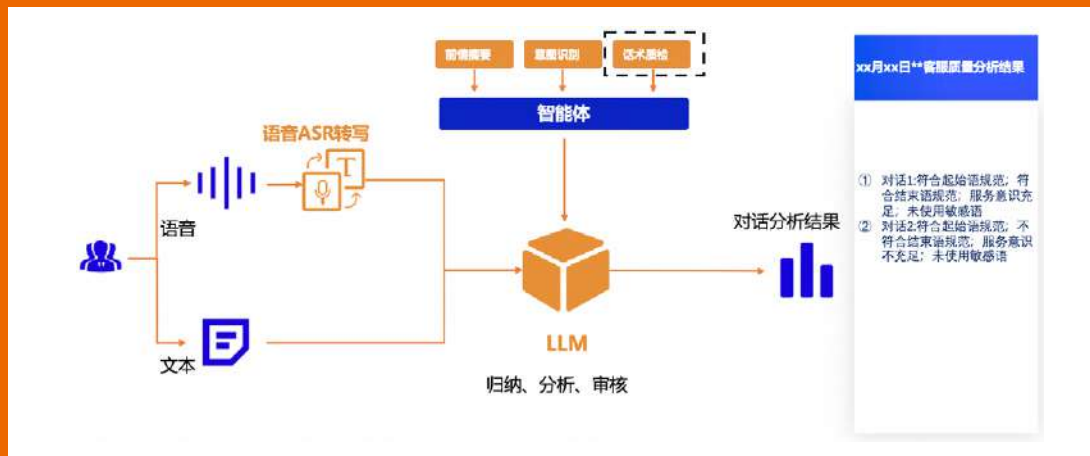 前情摘要
意图识别
话术质检
智能体
语音ASR转写
T
语音
文本
LLM
归纳、分析、审核
对话分析结果
xx月xx日**客服质量分析结果
① 对话1:符合起始语规范；符
合结束语规范；服务意识充
足；未使用敏感语
② 对话2:符合起始语规范；不
符合结束语规范；服务意识
不充足；未使用敏感语